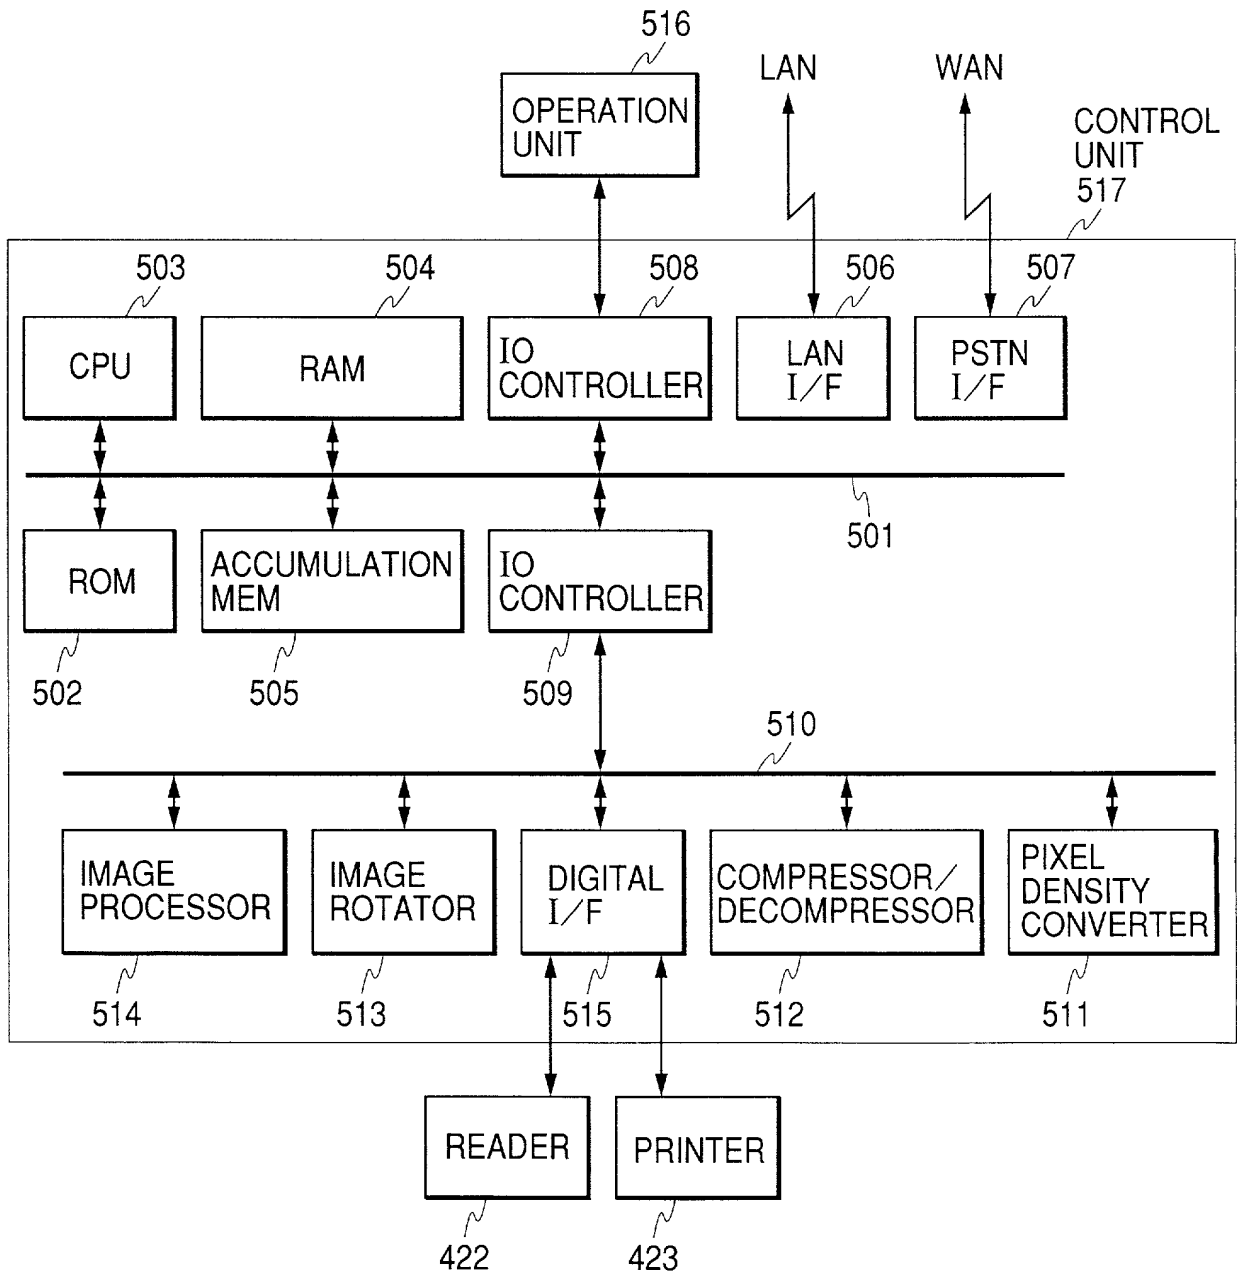 516
OPERATION
UNIT
LAN
WAN
CONTROL
UNIT
517
503
504
508
506
507
CPU
RAM
IO
CONTROLLER
LAN
I/F
PSTN
I/F
501
ROM
ACCUMULATION
MEM
IO
CONTROLLER
502
505
509
510
IMAGE
PROCESSOR
IMAGE
ROTATOR
DIGITAL
I/F
COMPRESSOR/
DECOMPRESSOR
PIXEL
DENSITY
CONVERTER
514
513
515
512
511
READER
PRINTER
422
423